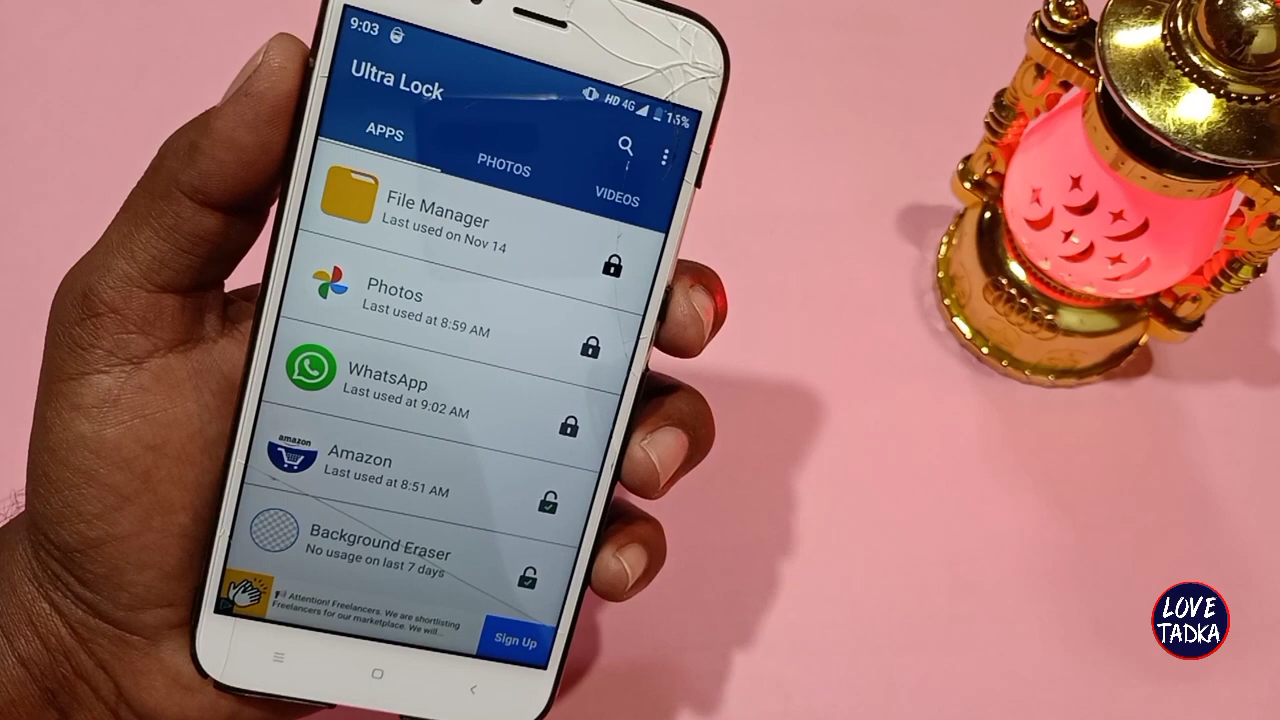 9:03
HD 4G 15%
Ultra Lock
APPS
PHOTOS
VIDEOS
File Manager
Last used on Nov 14
Photos
Last used at 8:59 AM
WhatsApp
Last used at 9:02 AM
amazon
Amazon
Last used at 8:51 AM
Background Eraser
No usage on last 7 days
Attention! Freelancers. We are shortlisting
Freelancers for our marketplace. We will...
Sign Up
LOVE
TADKA